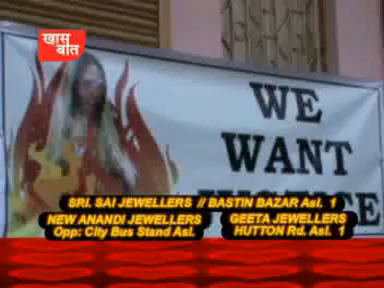 खास
बात
WE
WANT
JUSTICE
SRI. SAI JEWELLERS // BASTIN BAZAR Asl. 1
NEW ANANDI JEWELLERS
Opp: City Bus Stand Asl.
GEETA JEWELLERS
HUTTON Rd. Asl. 1